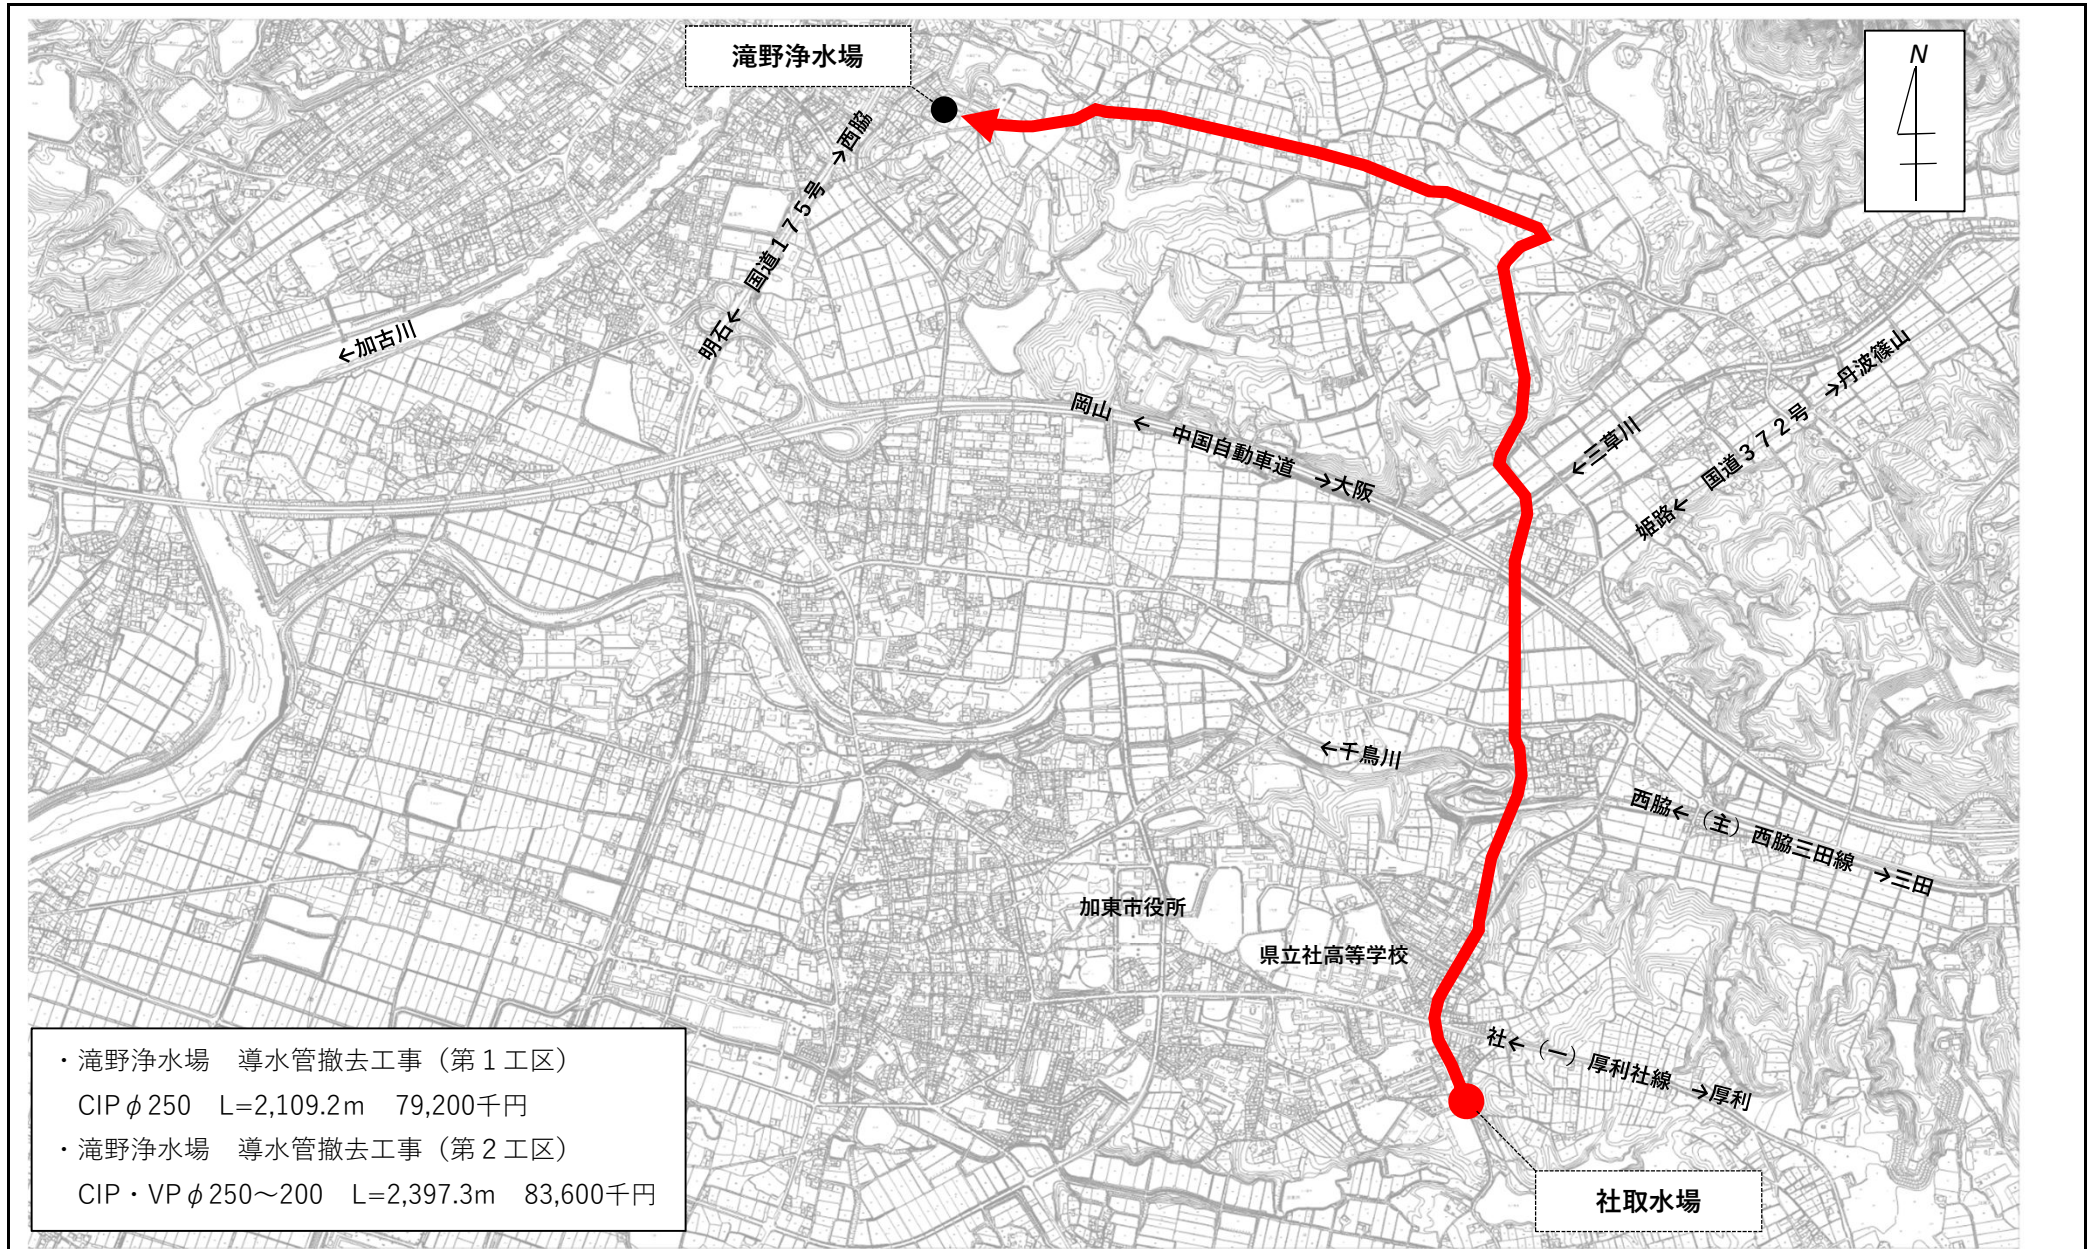 滝野浄水場
N
明石← 国道175号 →西脇
←加古川
岡山 ← 中国自動車道 →大阪
←三草川
姫路← 国道372号 →丹波篠山
←千鳥川
西脇←（主）西脇三田線 →三田
加東市役所
県立社高等学校
社←（一）厚利社線 →厚利
社取水場
・滝野浄水場 導水管撤去工事（第１工区）
CIPφ250 L=2,109.2m 79,200千円
・滝野浄水場 導水管撤去工事（第２工区）
CIP・VPφ250～200 L=2,397.3m 83,600千円